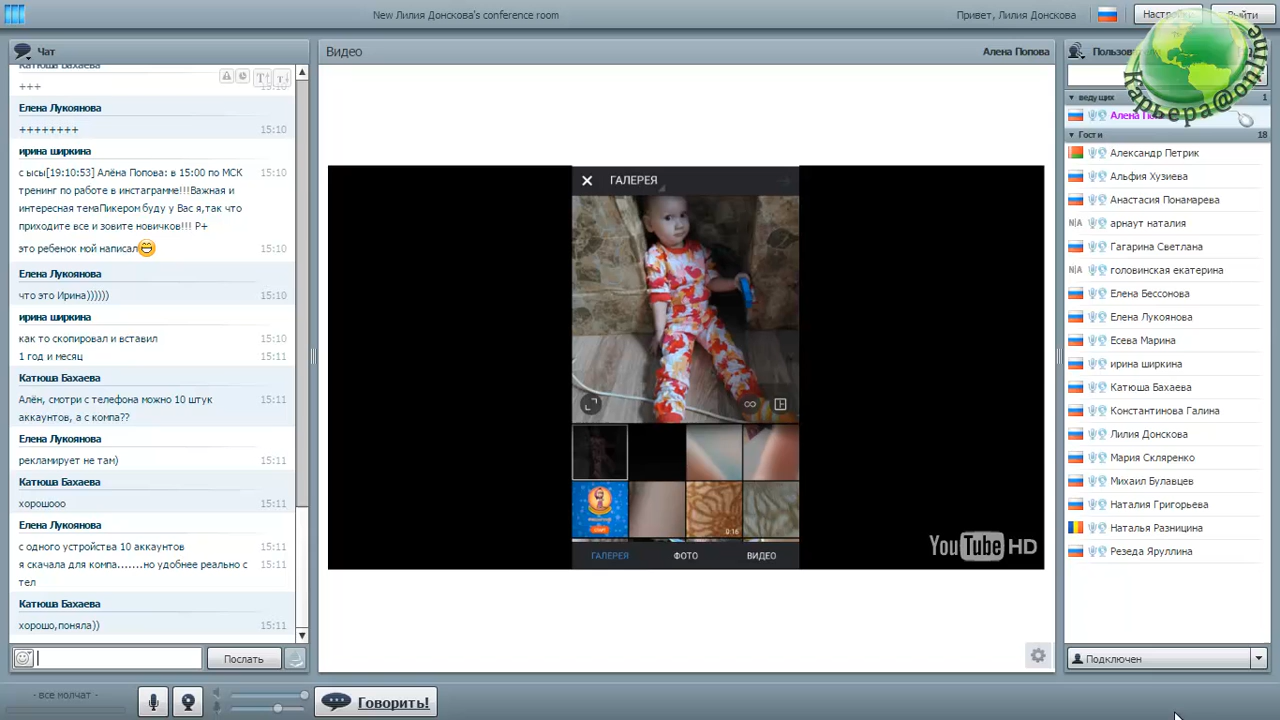 New Лилия Донскова's conference room
Привет, Лилия Донскова
Настройки
Выйти
Чат
Катюша Бахаева
+++ 15:10
Елена Лукоянова
++++++++ 15:10
ирина ширкина
с ысы[19:10:53] Алёна Попова: в 15:00 по МСК 15:10
тренинг по работе в инстаграмме!!!Важная и
интересная темаПикером буду у Вас я,так что
приходите все и зовите новичков!!! Р+
это ребенок мой написал 15:10
Елена Лукоянова
что это Ирина)))))) 15:10
ирина ширкина
как то скопировал и вставил 15:10
1 год и месяц 15:11
Катюша Бахаева
Алён, смотри с телефона можно 10 штук 15:11
аккаунтов, а с компа??
Елена Лукоянова
рекламирует не там) 15:11
Катюша Бахаева
хорошооо 15:11
Елена Лукоянова
с одного устройства 10 аккаунтов 15:11
я скачала для компа.......но удобнее реально с 15:11
тел
Катюша Бахаева
хорошо,поняла)) 15:11
Послать
- все молчат -
Говорить!
Видео
Алена Попова
ГАЛЕРЕЯ
0:16
ГАЛЕРЕЯ
ФОТО
ВИДЕО
YouTube HD
карьера@online
ведущих 1
Гости 18
Александр Петрик
Альфия Хузиева
Анастасия Понамарева
N/A арнаут наталия
Гагарина Светлана
N/A головинская екатерина
Елена Бессонова
Елена Лукоянова
Есева Марина
ирина ширкина
Катюша Бахаева
Константинова Галина
Лилия Донскова
Мария Скляренко
Михаил Булавцев
Наталия Григорьева
Наталья Разницина
Резеда Яруллина
Подключен